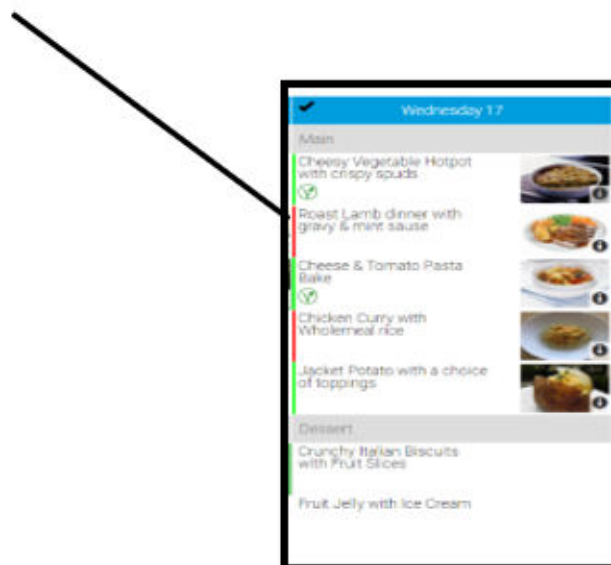 Wednesday 17
Main
Cheesy Vegetable Hotpot
with crispy spuds
Roast Lamb dinner with
gravy & mint sause
Cheese & Tomato Pasta
Bake
Chicken Curry with
Wholemeal rice
Jacket Potato with a choice
of toppings
Dessert
Crunchy Italian Biscuits
with Fruit Slices
Fruit Jelly with Ice Cream